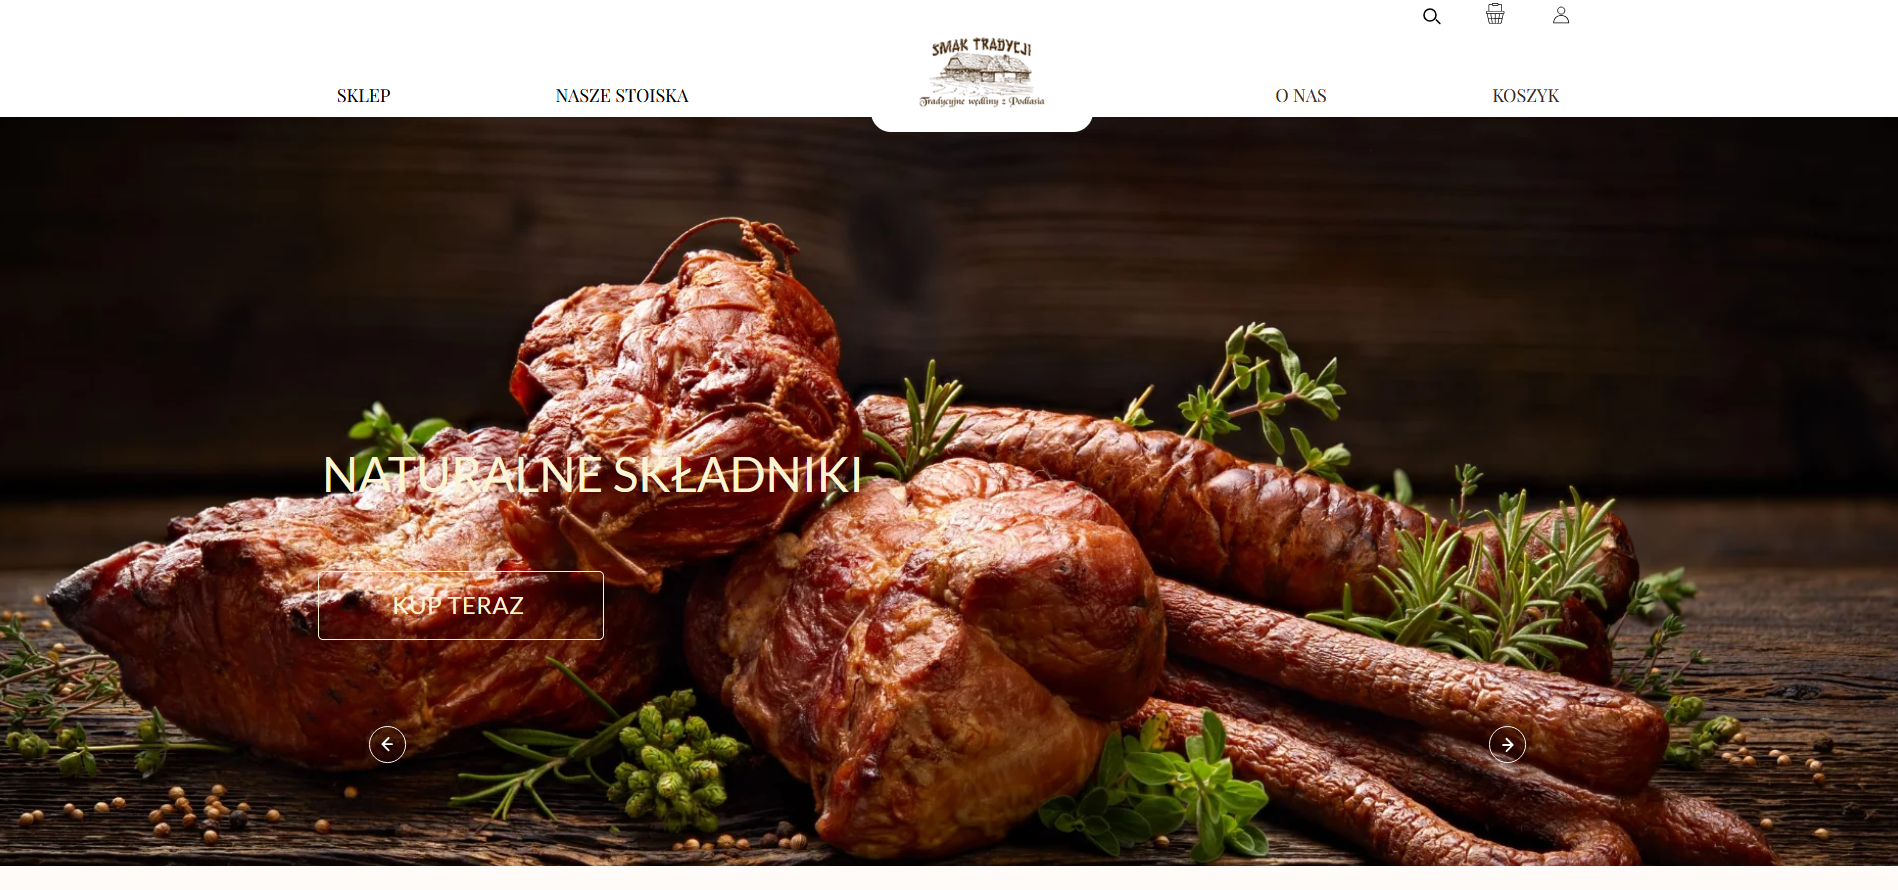 SMAK TRADYCJI
Tradycyjne wędliny z Podlasia
SKLEP
NASZE STOISKA
O NAS
KOSZYK
NATURALNE SKŁADNIKI
KUP TERAZ